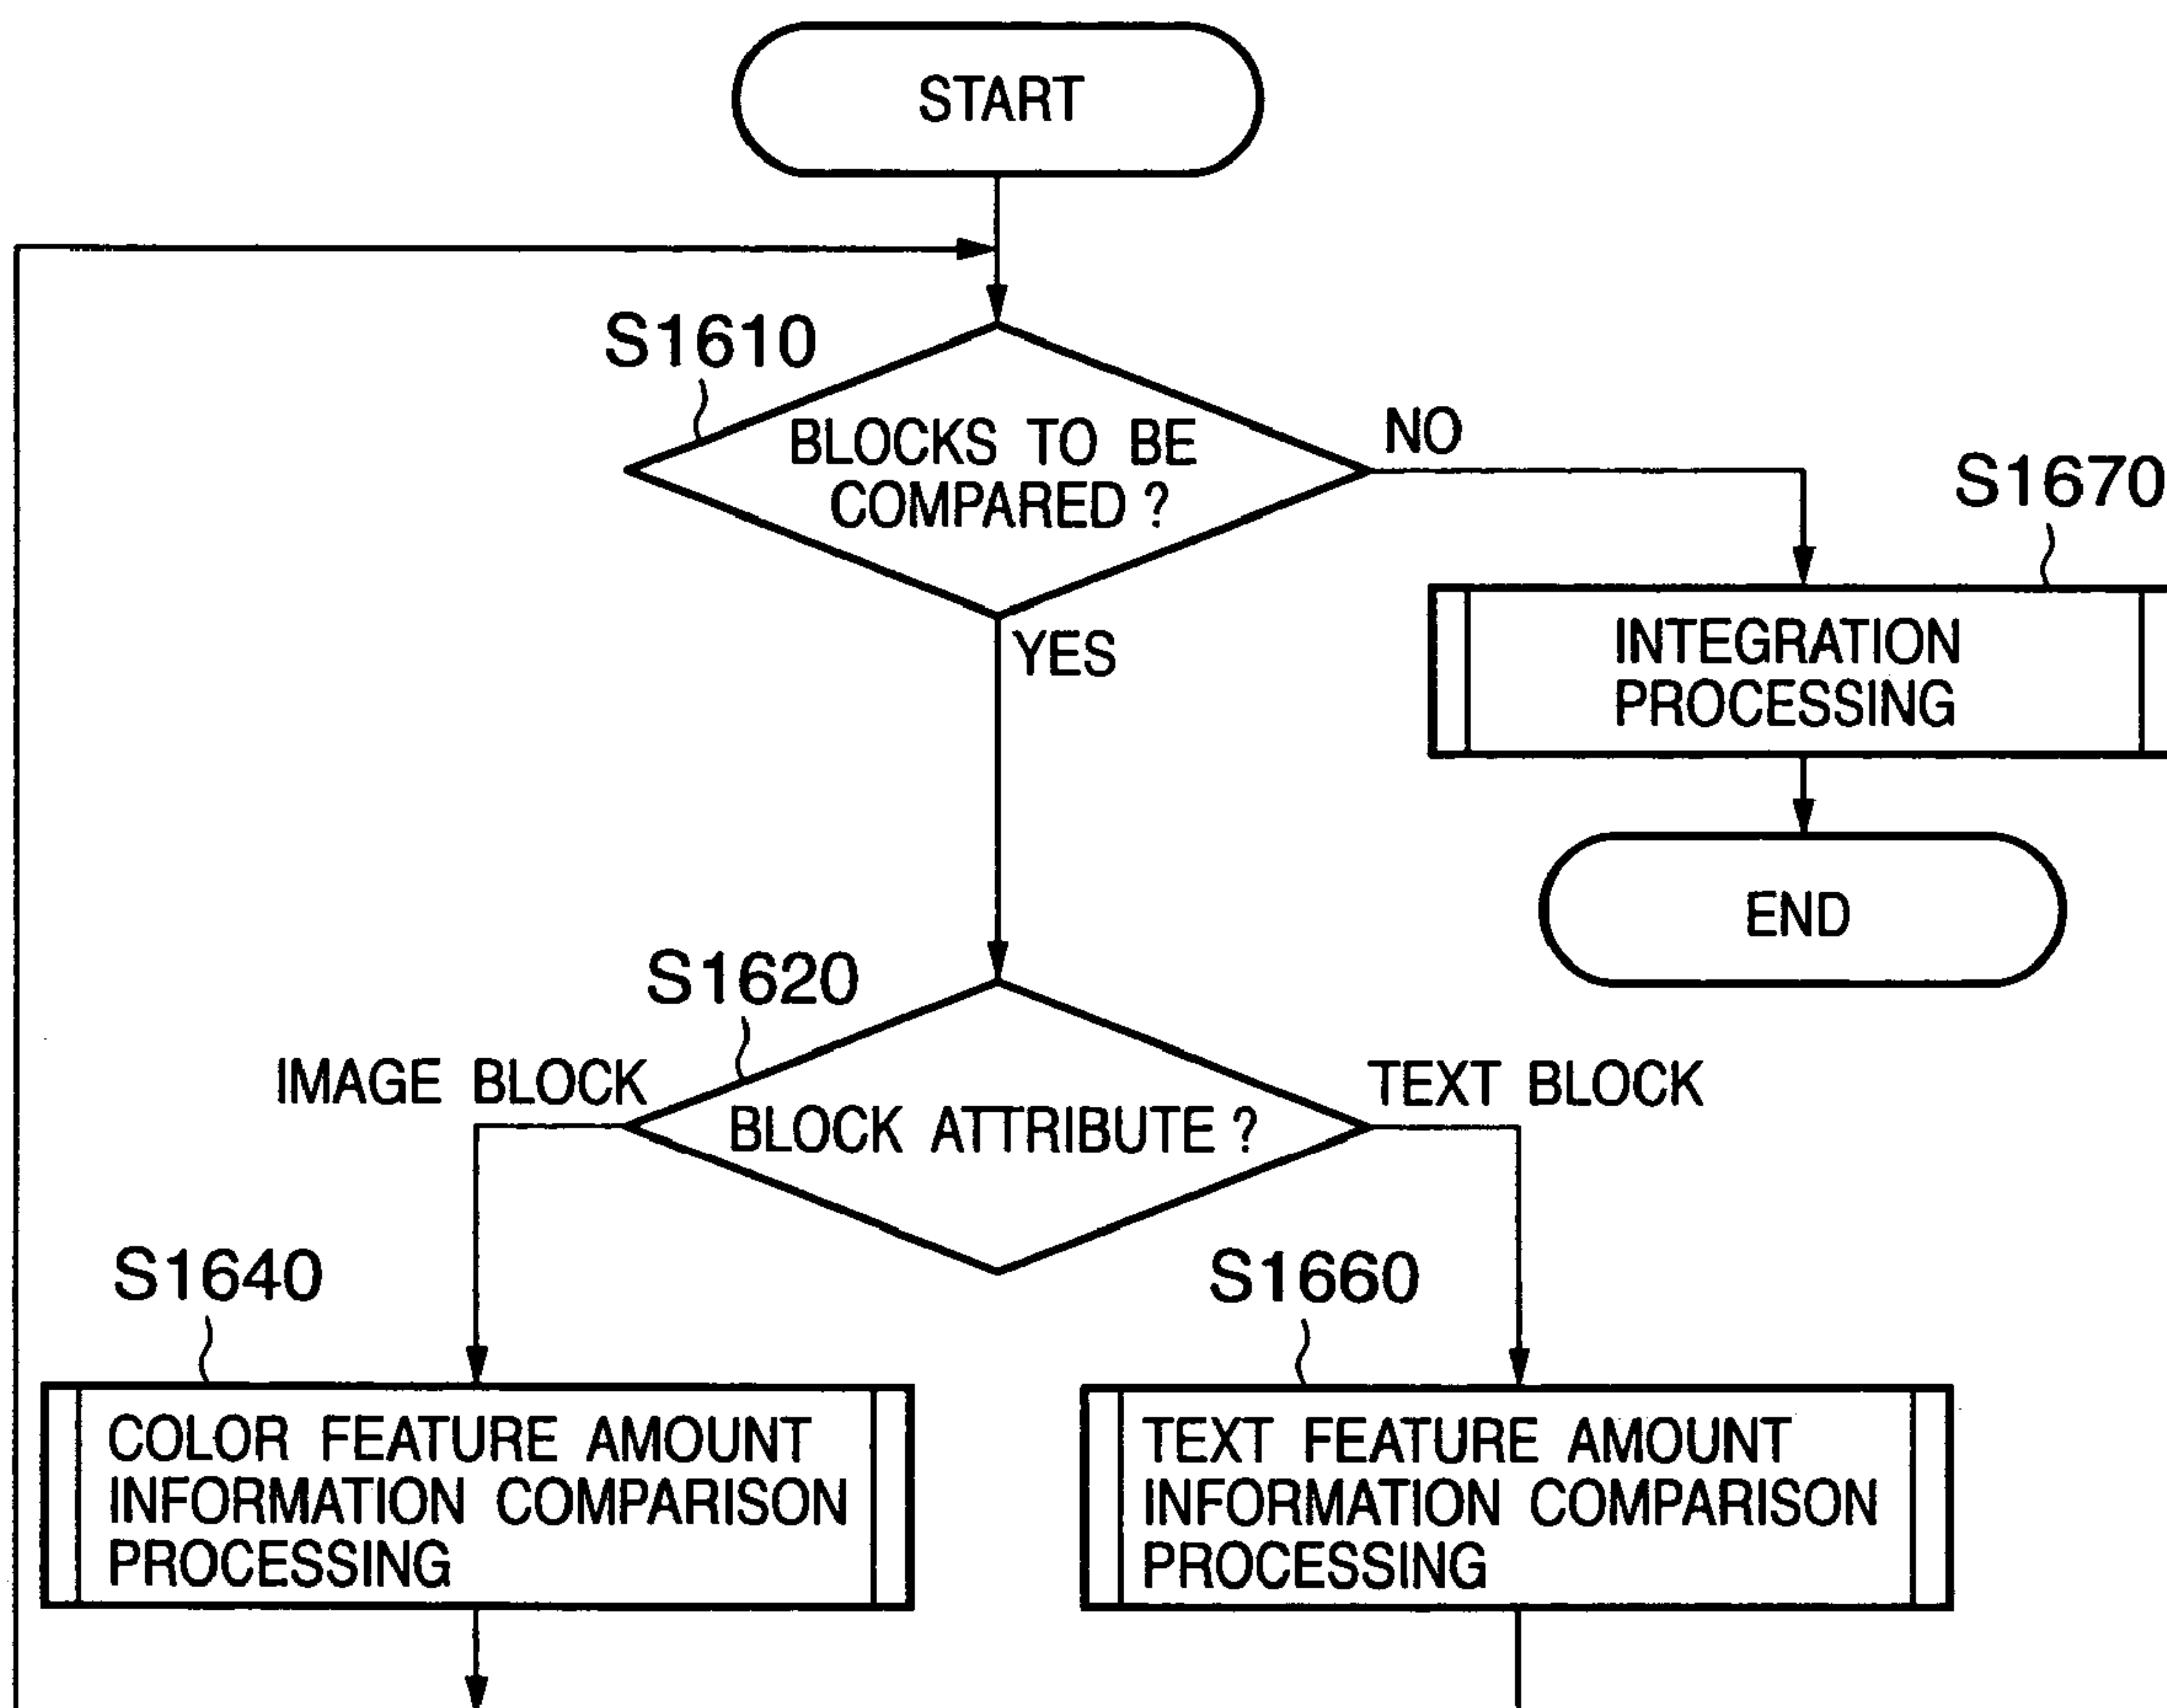 START
S1610
BLOCKS TO BE
COMPARED ?
NO
S1670
YES
INTEGRATION
PROCESSING
END
S1620
IMAGE BLOCK
BLOCK ATTRIBUTE ?
TEXT BLOCK
S1640
S1660
COLOR FEATURE AMOUNT
INFORMATION COMPARISON
PROCESSING
TEXT FEATURE AMOUNT
INFORMATION COMPARISON
PROCESSING